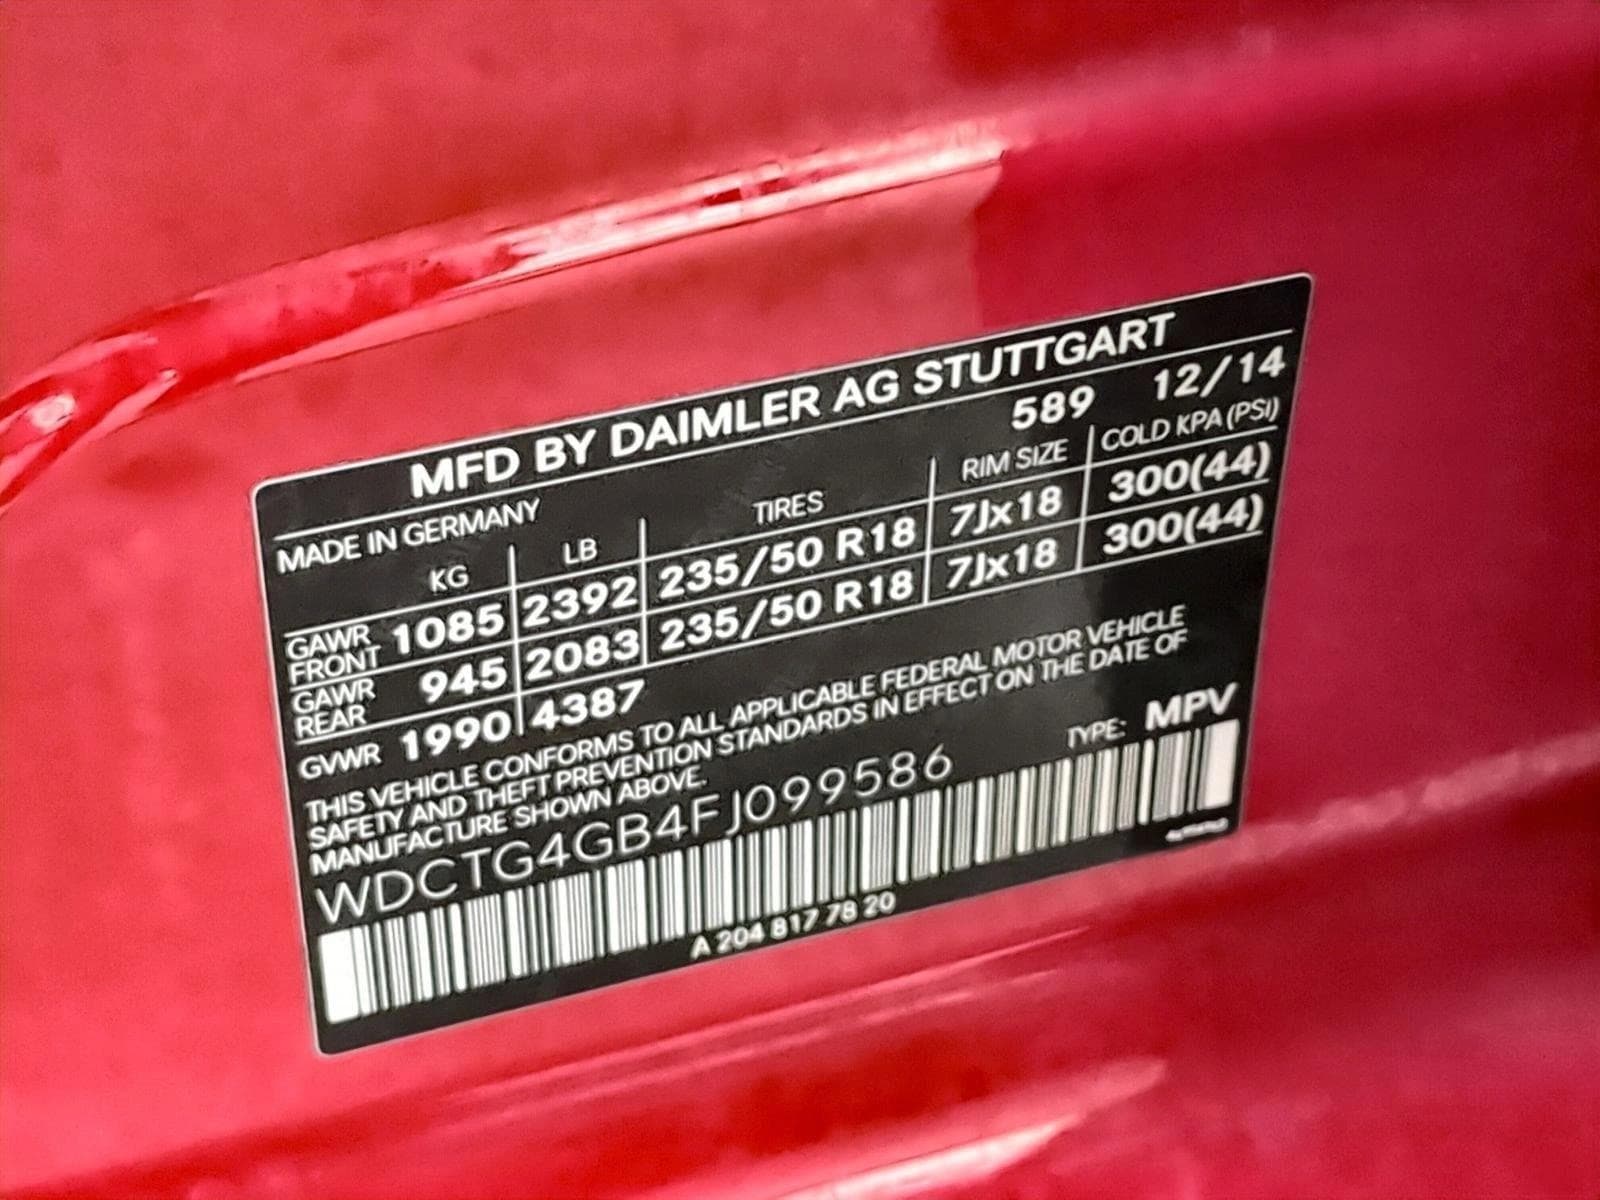 MFD BY DAIMLER AG STUTTGART
MADE IN GERMANY 589 12/14
KG LB TIRES RIM SIZE COLD KPA (PSI)
GAWR FRONT 1085 2392 235/50 R18 7Jx18 300(44)
GAWR REAR 945 2083 235/50 R18 7Jx18 300(44)
GVWR 1990 4387
THIS VEHICLE CONFORMS TO ALL APPLICABLE FEDERAL MOTOR VEHICLE
SAFETY AND THEFT PREVENTION STANDARDS IN EFFECT ON THE DATE OF
MANUFACTURE SHOWN ABOVE.
WDCTG4GB4FJ099586 TYPE: MPV
A 204 817 78 20